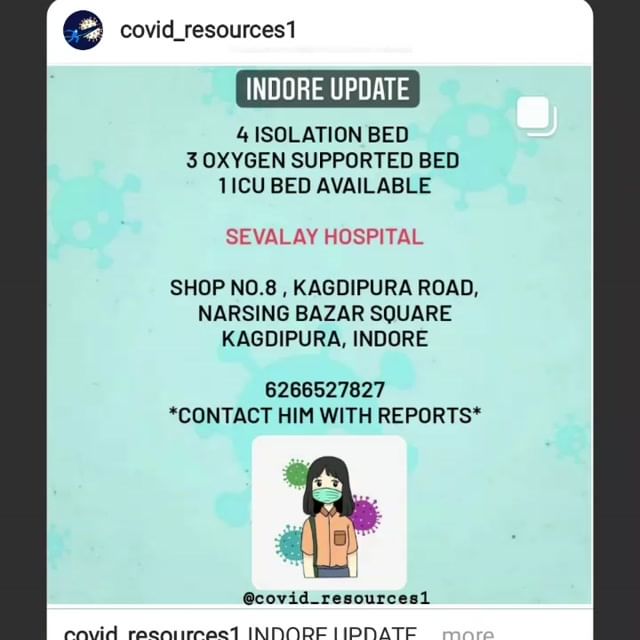 covid_resources1
INDORE UPDATE
4 ISOLATION BED
3 OXYGEN SUPPORTED BED
1 ICU BED AVAILABLE
SEVALAY HOSPITAL
SHOP NO.8 , KAGDIPURA ROAD,
NARSING BAZAR SQUARE
KAGDIPURA, INDORE
6266527827
*CONTACT HIM WITH REPORTS*
@covid_resources1
covid_resources1 INDORE UPDATE more